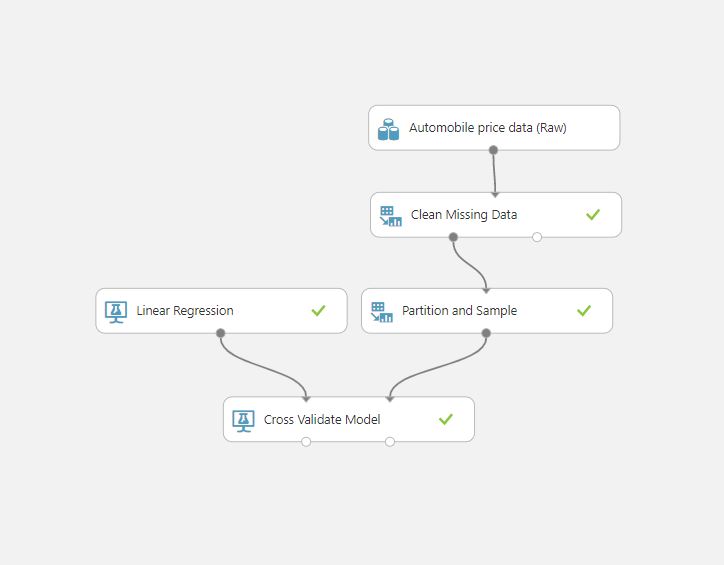 Automobile price data (Raw)
Clean Missing Data
Linear Regression
Partition and Sample
Cross Validate Model